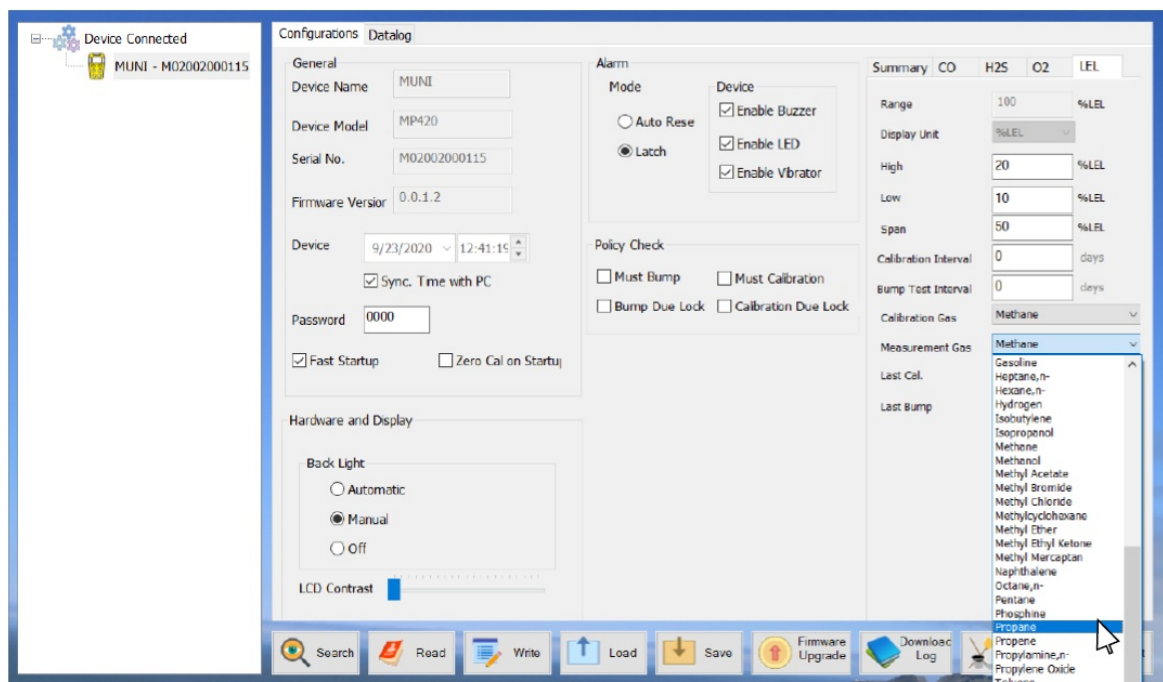 Device Connected
MUNI - M02002000115
Configurations Datalog
General
Device Name MUNI
Device Model MP420
Serial No. M02002000115
Firmware Versior 0.0.1.2
Device 9/23/2020 12:41:19
Sync. Time with PC
Password 0000
Fast Startup Zero Cal on Startu
Hardware and Display
Back Light
Automatic
Manual
Off
LCD Contrast
Alarm
Mode
Auto Rese
Latch
Device
Enable Buzzer
Enable LED
Enable Vibrator
Policy Check
Must Bump Must Calibration
Bump Due Lock Calibration Due Lock
Summary CO H2S O2 LEL
Range 100 %LEL
Display Unit %LEL
High 20 %LEL
Low 10 %LEL
Span 50 %LEL
Calibration Interval 0 days
Bump Test Interval 0 days
Calibration Gas Methane
Measurement Gas Methane
Last Cal.
Last Bump
Gasoline
Heptane,n-
Hexane,n-
Hydrogen
Isobutylene
Isopropanol
Methane
Methanol
Methyl Acetate
Methyl Bromide
Methyl Chloride
Methylcyclohexane
Methyl Ether
Methyl Ethyl Ketone
Methyl Mercaptan
Naphthalene
Octane,n-
Pentane
Phosphine
Propane
Propene
Propylamine,n-
Propylene Oxide
Search Read Write Load Save Firmware Upgrade Download Log